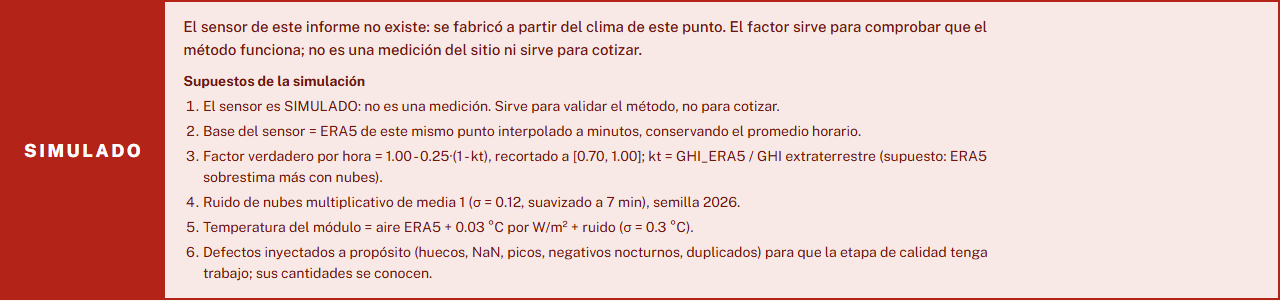 SIMULADO
El sensor de este informe no existe: se fabricó a partir del clima de este punto. El factor sirve para comprobar que el
método funciona; no es una medición del sitio ni sirve para cotizar.
Supuestos de la simulación
1. El sensor es SIMULADO: no es una medición. Sirve para validar el método, no para cotizar.
2. Base del sensor = ERA5 de este mismo punto interpolado a minutos, conservando el promedio horario.
3. Factor verdadero por hora = 1.00 - 0.25·(1 - kt), recortado a [0.70, 1.00]; kt = GHI_ERA5 / GHI extraterrestre (supuesto: ERA5
sobrestima más con nubes).
4. Ruido de nubes multiplicativo de media 1 (σ = 0.12, suavizado a 7 min), semilla 2026.
5. Temperatura del módulo = aire ERA5 + 0.03 °C por W/m² + ruido (σ = 0.3 °C).
6. Defectos inyectados a propósito (huecos, NaN, picos, negativos nocturnos, duplicados) para que la etapa de calidad tenga
trabajo; sus cantidades se conocen.